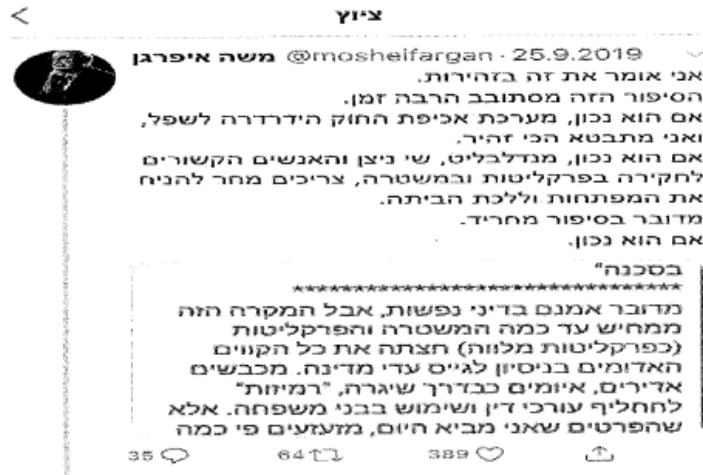 ציוץ
משה איפרגן @mosheifargan · 25.9.2019
אני אומר את זה בזהירות.
הסיפור הזה מסתובב הרבה זמן.
אם הוא נכון, מערכת אכיפת החוק הידרדרה לשפל,
ואני מתבטא הכי זהיר.
אם הוא נכון, מנדלבליט, שי ניצן והאנשים הקשורים
לחקירה בפרקליטות ובמשטרה, צריכים מחר להניח
את המפתחות וללכת הביתה.
מדובר בסיפור מחריד.
אם הוא נכון.
בסכנה"
********************************
מדובר אמנם בדיני נפשות, אבל המקרה הזה
ממחיש עד כמה המשטרה והפרקליטות
(כפרקליטות מלווה) חצתה את כל הקווים
האדומים בניסיון לגייס עדי מדינה. מכבשים
אדירים, איומים כבדרך שיגרה, "רמיזות"
להחליף עורכי דין ושימוש בבני משפחה. אלא
שהפרטים שאני מביא היום, מזעזעים פי כמה
35 64 389